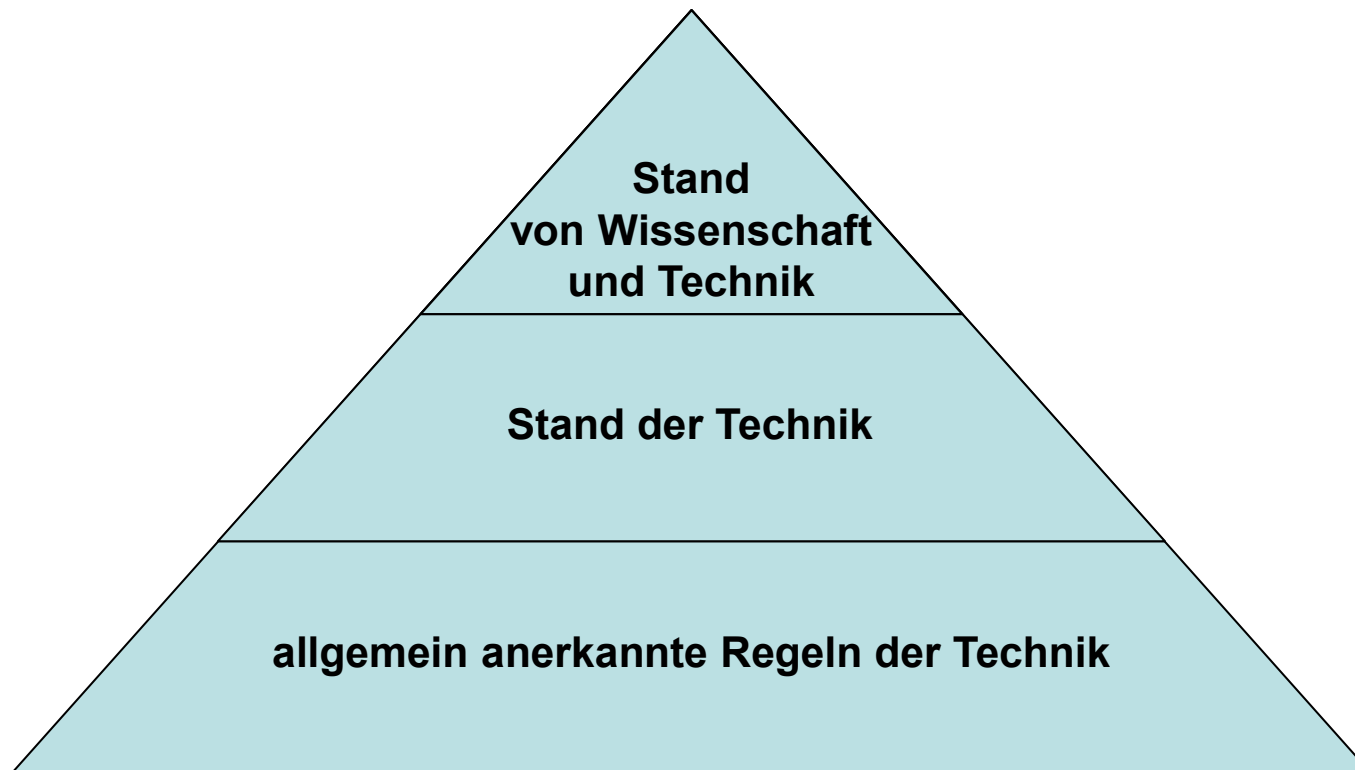 Stand
von Wissenschaft
und Technik
Stand der Technik
allgemein anerkannte Regeln der Technik